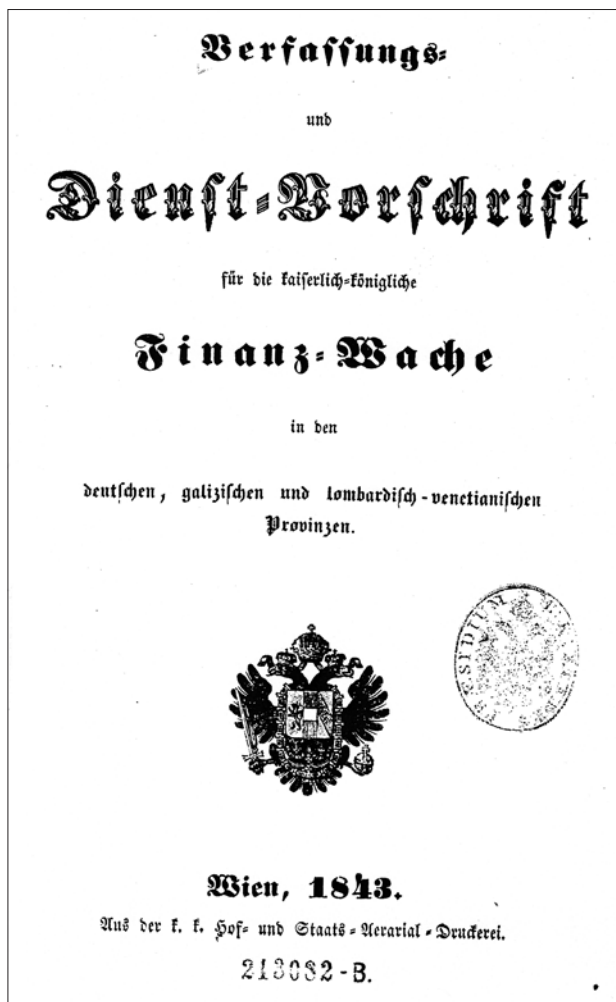 Verfassungs=
und
Dienst=Vorschrift
für die kaiserlich=königliche
Finanz=Wache
in den
deutschen, galizischen und lombardisch-venetianischen
Provinzen.
PRÆSIDIUM
Wien, 1843.
Aus der k. k. Hof= und Staats=Aerarial=Druckerei.
213082-B.